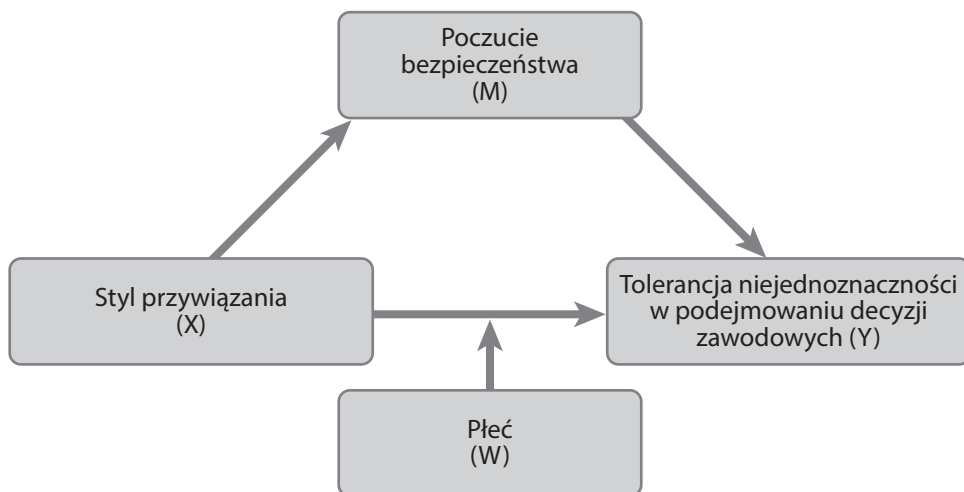 Poczucie
bezpieczeństwa
(M)
Styl przywiązania
(X)
Tolerancja niejednoznaczności
w podejmowaniu decyzji
zawodowych (Y)
Płeć
(W)